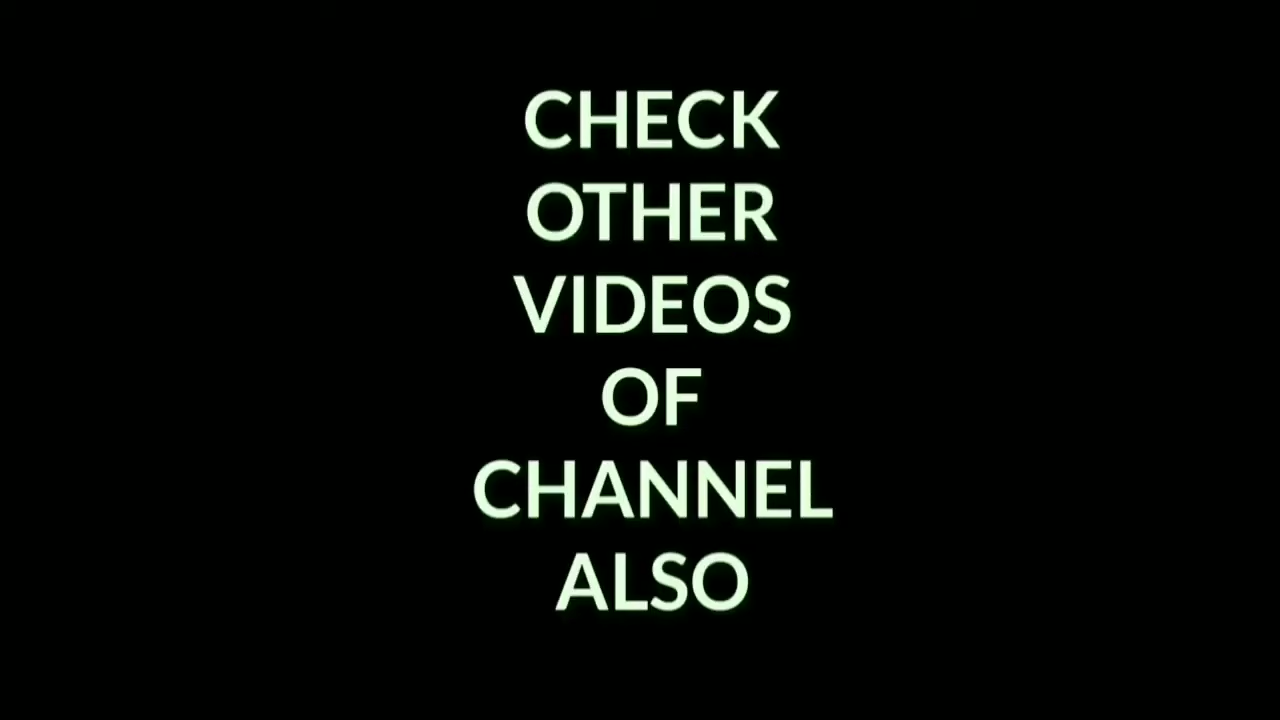 CHECK
OTHER
VIDEOS
OF
CHANNEL
ALSO